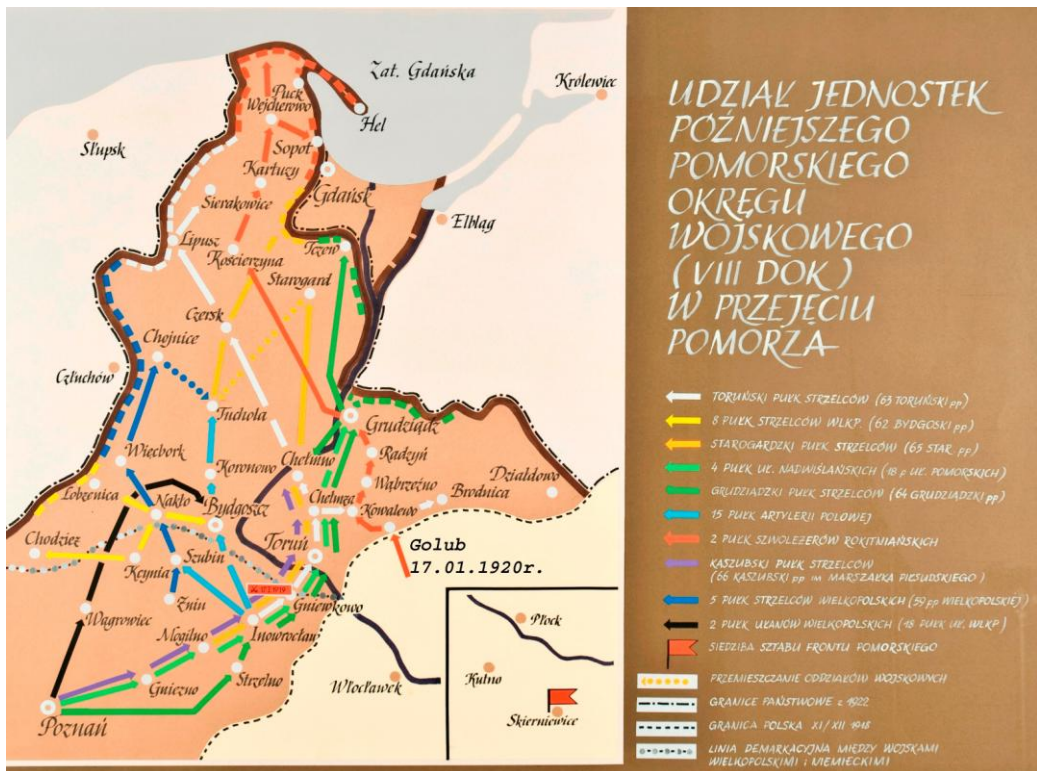 Zat. Gdańska
Królewiec
Puck
Wejcherowo
Hel
Słupsk
Sopot
Kartuzy
Gdańsk
Sierakowice
Elbląg
Lipusz
Kościerzyna
Tczew
Starogard
Czersk
Chojnice
Człuchów
Tuchola
Grudziądz
Więcbork
Koronowo
Chełmno
Radzyń
Działdowo
Łobżenica
Wąbrzeźno
Nakło
Bydgoszcz
Chełmża
Kowalewo
Brodnica
Chodzież
Toruń
Golub
17.01.1920r.
Kcynia
Szubin
Żnin
Gniewkowo
Wągrowiec
Mogilno
Inowrocław
Gniezno
Strzelno
Włocławek
Poznań
Płock
Kutno
Skierniewice
UDZIAŁ JEDNOSTEK
PÓŹNIEJSZEGO
POMORSKIEGO
OKRĘGU
WOJSKOWEGO
(VIII DOK)
W PRZEJĘCIU
POMORZA
TORUŃSKI PUŁK STRZELCÓW (63 TORUŃSKI pp)
8 PUŁK STRZELCÓW WLKP. (62 BYDGOSKI pp)
STAROGARDZKI PUŁK STRZELCÓW (65 STAR. pp)
4 PUŁK UŁ. NADWIŚLAŃSKICH (18 p UŁ. POMORSKICH)
GRUDZIĄDZKI PUŁK STRZELCÓW (64 GRUDZIĄDZKI pp)
15 PUŁK ARTYLERII POLOWEJ
2 PUŁK SZWOLEŻERÓW ROKITNIAŃSKICH
KASZUBSKI PUŁK STRZELCÓW
(66 KASZUBSKI pp IM MARSZAŁKA PIŁSUDSKIEGO)
5 PUŁK STRZELCÓW WIELKOPOLSKICH (59 pp WIELKOPOLSKIEJ)
2 PUŁK UŁANÓW WIELKOPOLSKICH (18 PUŁK UŁ. WLKP)
SIEDZIBA SZTABU FRONTU POMORSKIEGO
PRZEMIESZCZANIE ODDZIAŁÓW WOJSKOWYCH
GRANICE PAŃSTWOWE z 1922
GRANICA POLSKA XI/XII 1918
LINIA DEMARKACYJNA MIĘDZY WOJSKAMI
WIELKOPOLSKIMI i NIEMIECKIMI